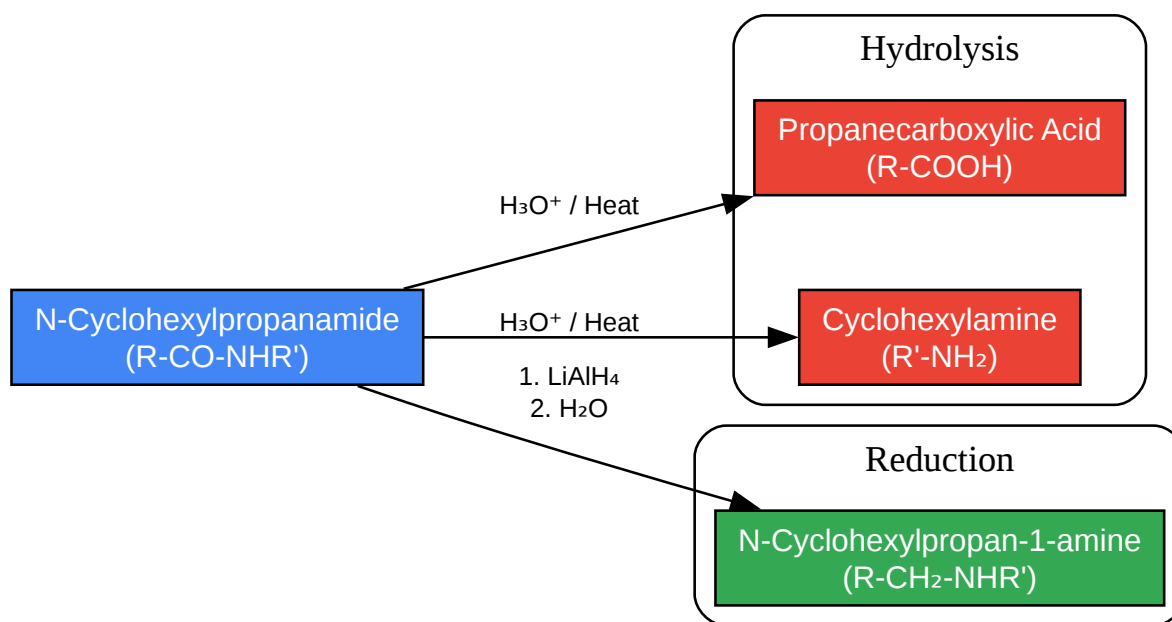 Hydrolysis
Propanecarboxylic Acid
(R-COOH)
H₃O⁺ / Heat
N-Cyclohexylpropanamide
(R-CO-NHR')
H₃O⁺ / Heat
Cyclohexylamine
(R'-NH₂)
1. LiAlH₄
2. H₂O
Reduction
N-Cyclohexylpropan-1-amine
(R-CH₂-NHR')